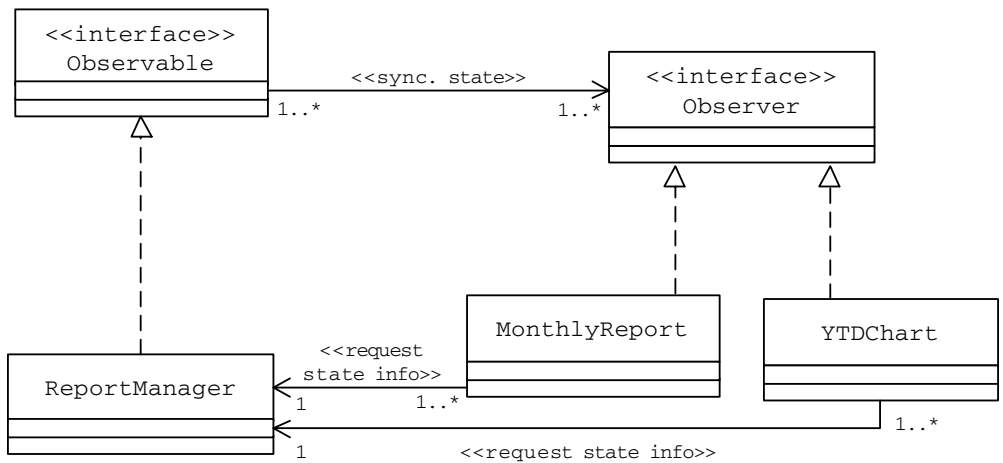 <<interface>>
Observable
<<sync. state>>
1..*
1..*
<<interface>>
Observer
MonthlyReport
YTDChart
ReportManager
<<request
state info>>
1
1..*
1..*
1
<<request state info>>